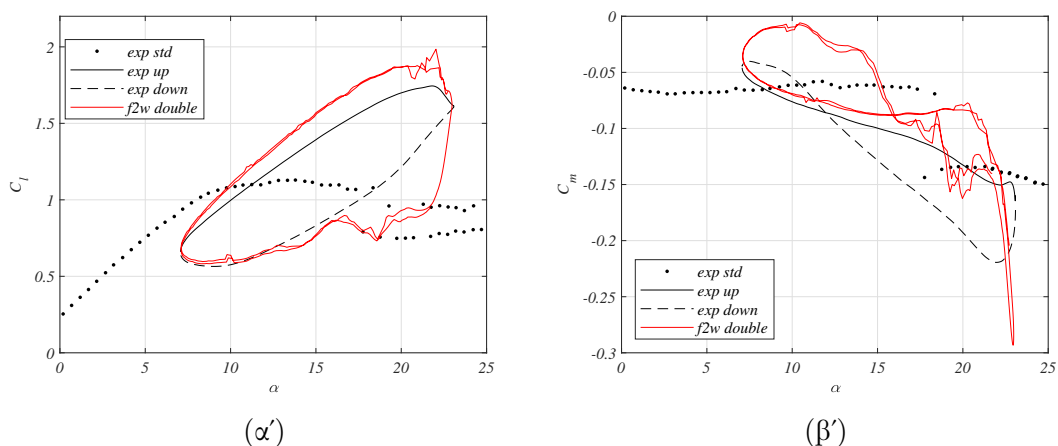 2
1.5
1
0.5
0
0
5
10
15
20
25
C_l
α
exp std
exp up
exp down
f2w double
(α′)
0
-0.05
-0.1
-0.15
-0.2
-0.25
-0.3
0
5
10
15
20
25
C_m
α
exp std
exp up
exp down
f2w double
(β′)